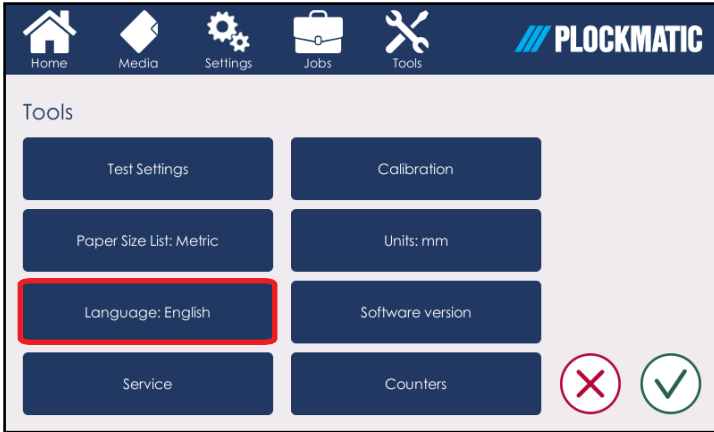 Home Media Settings Jobs Tools PLOCKMATIC
Tools
Test Settings Calibration
Paper Size List: Metric Units: mm
Language: English Software version
Service Counters